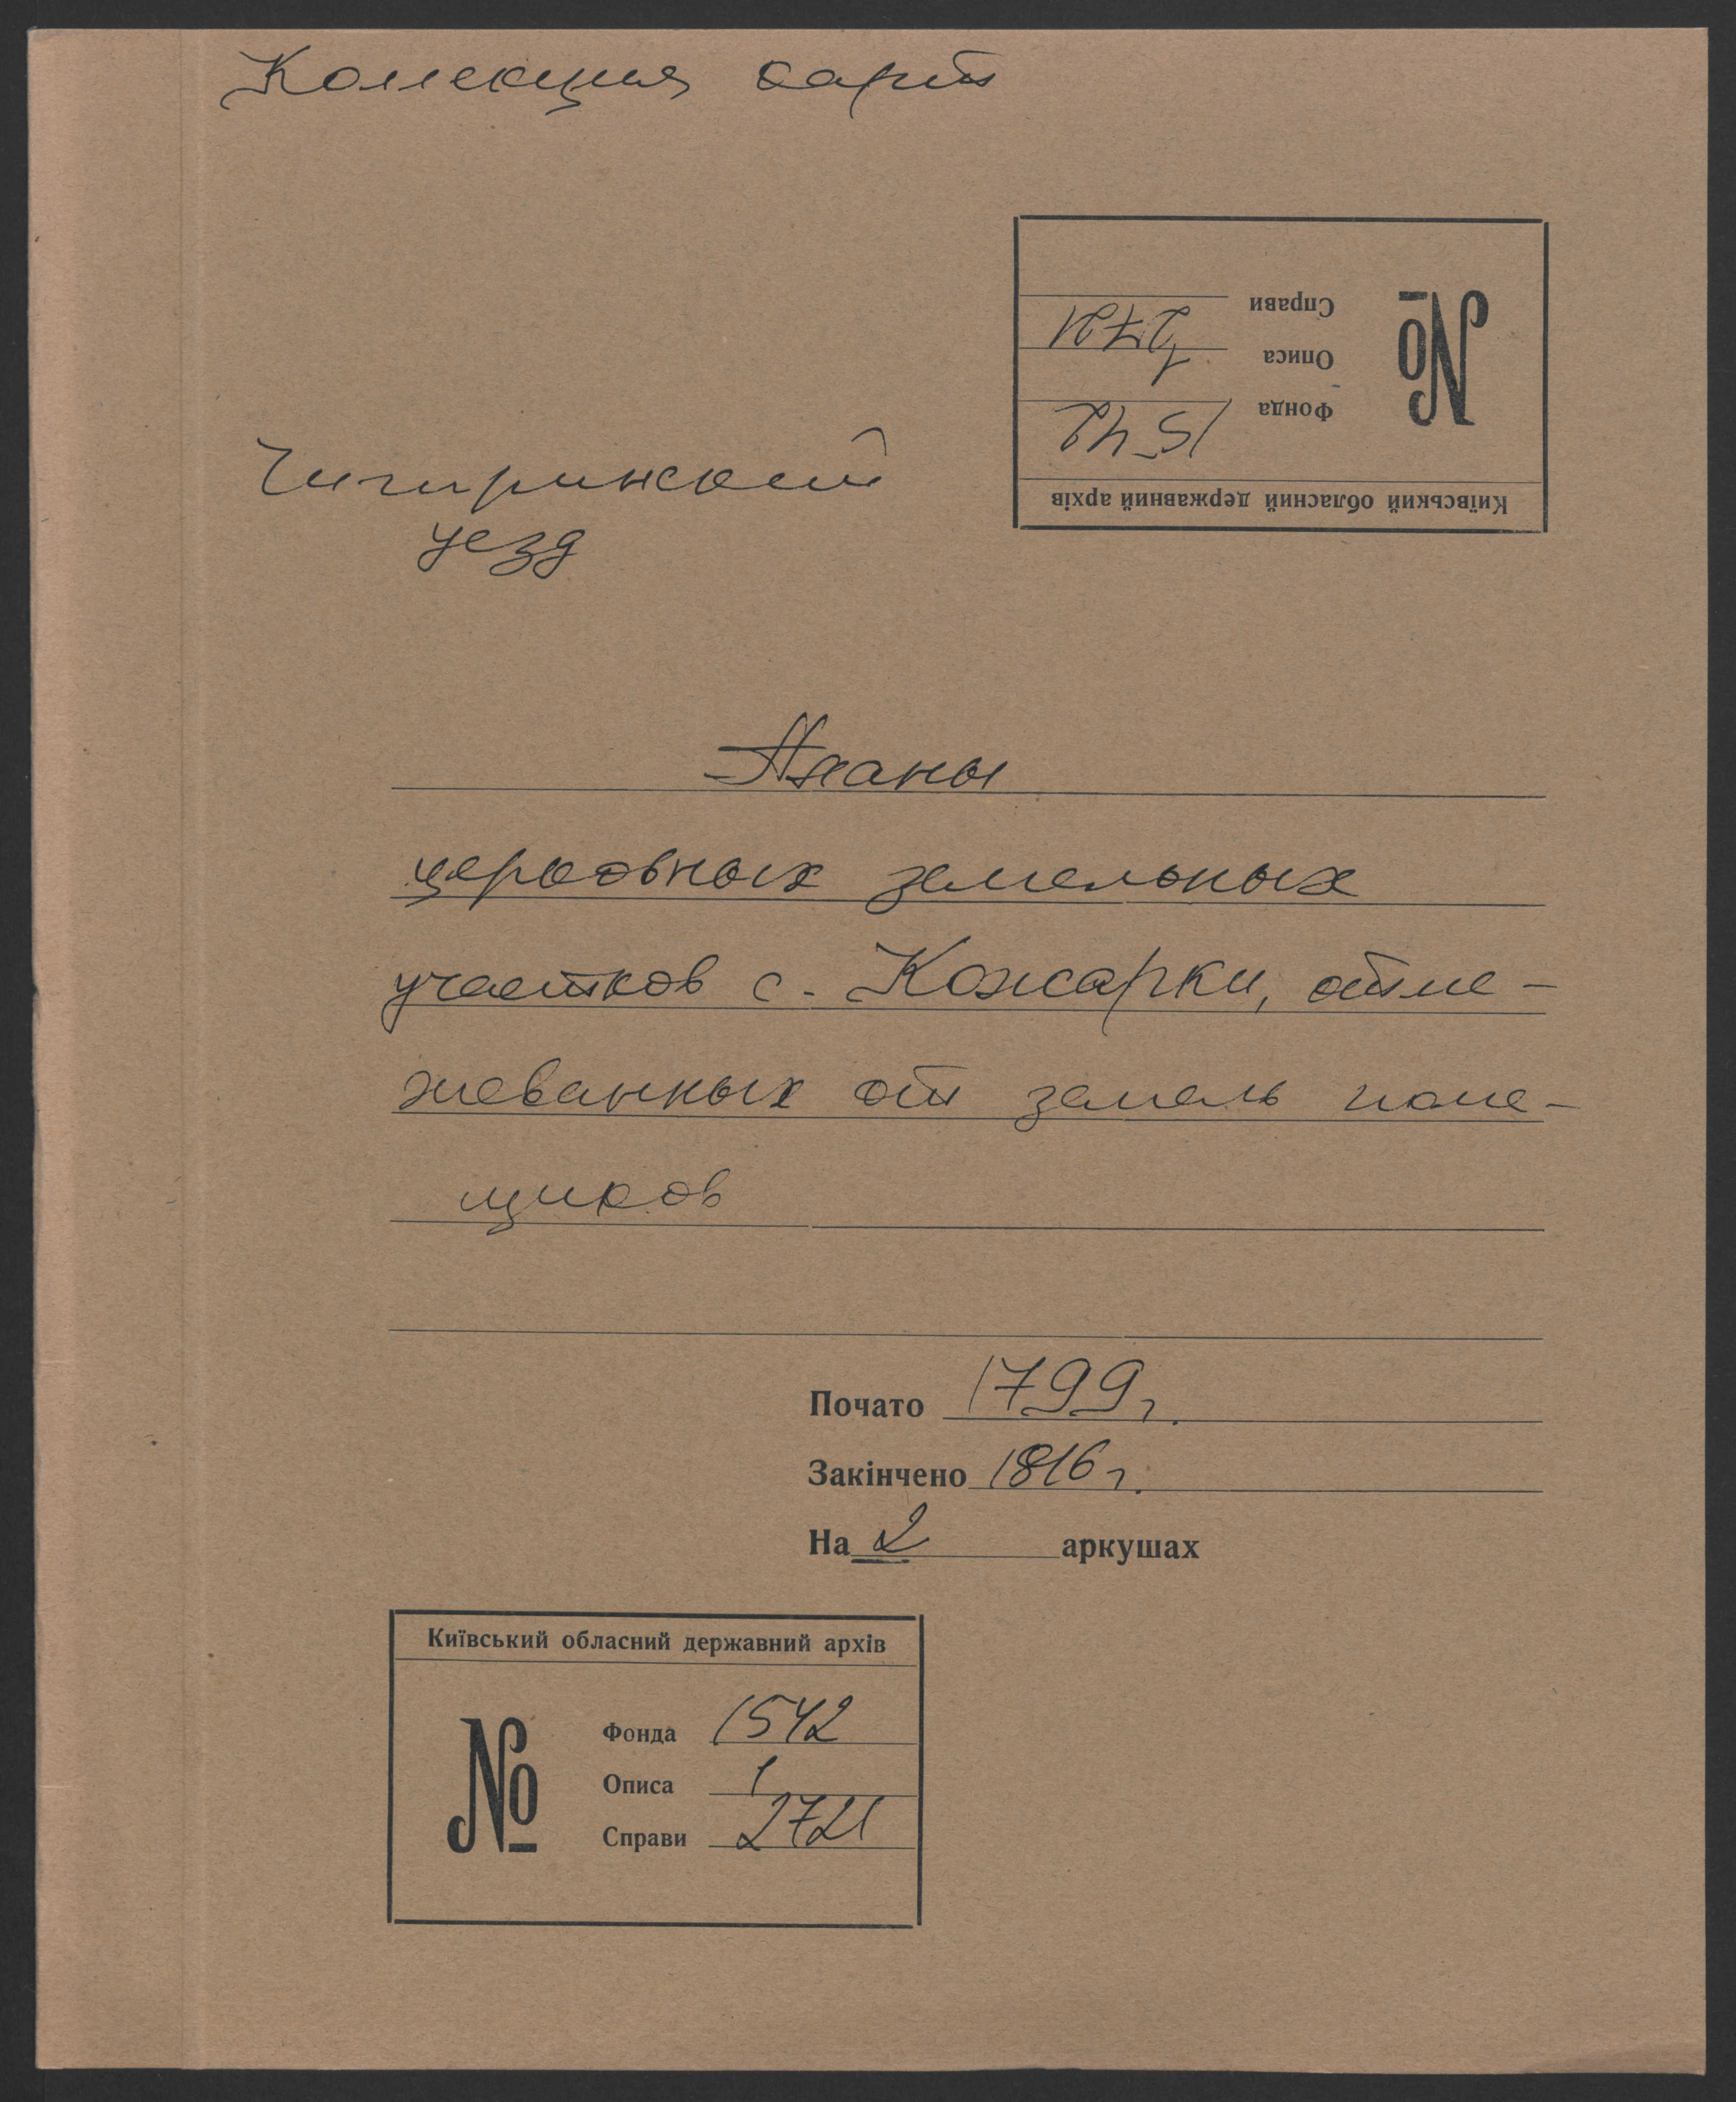 Колекция карт
№
Справи 2721
Описа 1
Фонда 1542
Київський обласний державний архів
Чигиринский
уезд
Планы
церковных земельных
участков с. Кожарки, отме-
жеванных от земель поме-
щиков
Почато 1799 г.
Закінчено 1816 г.
На 2 аркушах
Київський обласний державний архів
№
Фонда 1542
Описа 1
Справи 2721